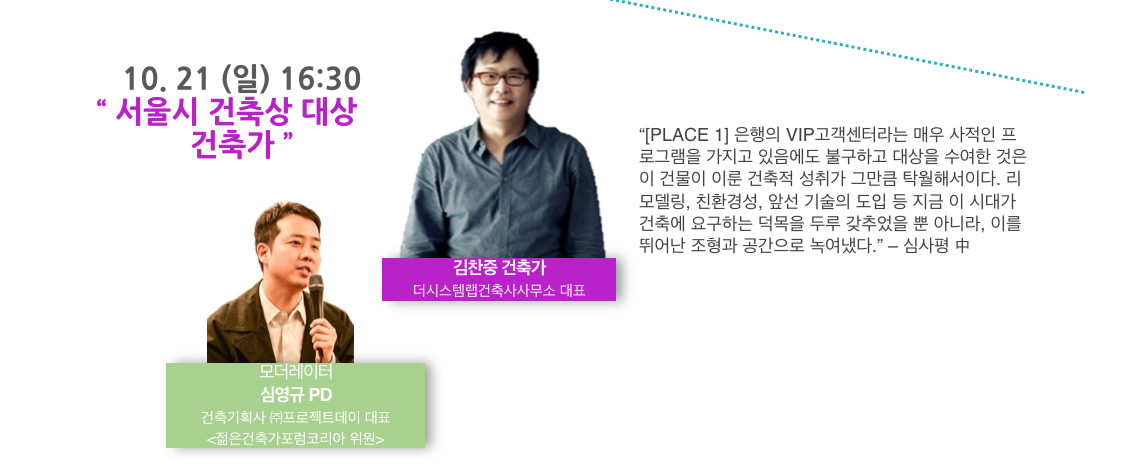 10. 21 (일) 16:30
“ 서울시 건축상 대상
건축가 ”
“[PLACE 1] 은행의 VIP고객센터라는 매우 사적인 프
로그램을 가지고 있음에도 불구하고 대상을 수여한 것은
이 건물이 이룬 건축적 성취가 그만큼 탁월해서이다. 리
모델링, 친환경성, 앞선 기술의 도입 등 지금 이 시대가
건축에 요구하는 덕목을 두루 갖추었을 뿐 아니라, 이를
뛰어난 조형과 공간으로 녹여냈다.” – 심사평 中
김찬중 건축가
더시스템랩건축사사무소 대표
모더레이터
심영규 PD
건축기획사 ㈜프로젝트데이 대표
<젊은건축가포럼코리아 위원>